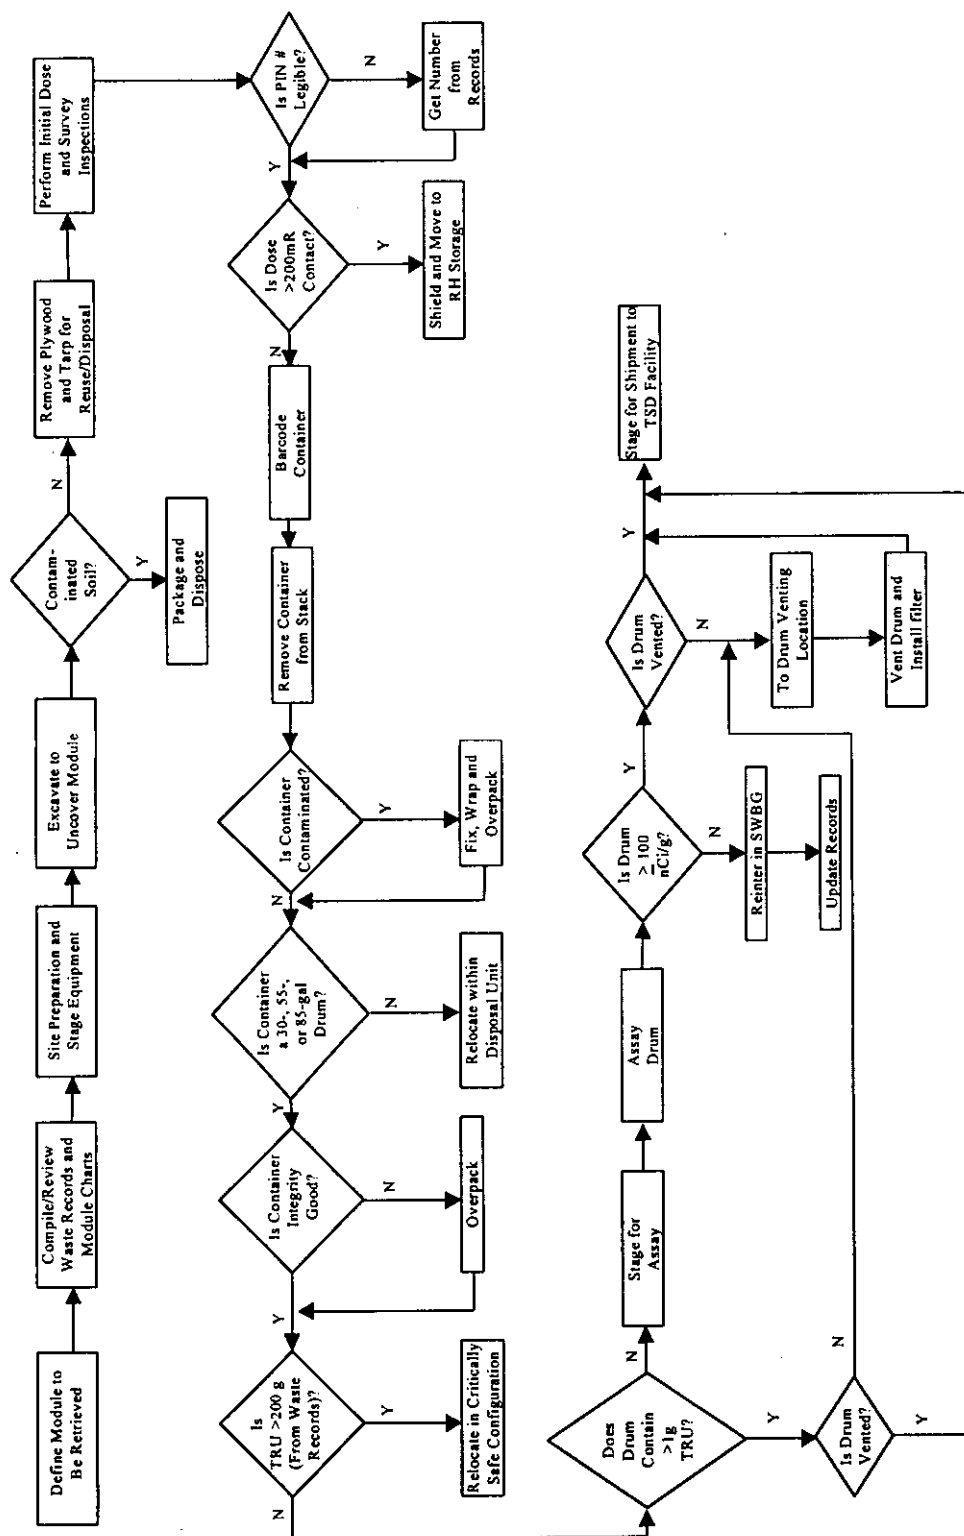 Define Module to
Be Retrieved
Compile/Review
Waste Records and
Module Charts
Site Preparation and
Stage Equipment
Excavate to
Uncover Module
Contam-
inated
Soil?
Y
Package and
Dispose
N
Remove Plywood
and Tarp for
Reuse/Disposal
Perform Initial Dose
and Survey
Inspections
Is PIN #
Legible?
N
Get Number
from
Records
Y
Is Dose
>200mR
Contact?
Y
Shield and Move to
RH Storage
N
Barcode
Container
Remove Container
from Stack
Is Container
Contaminated?
Y
Fix, Wrap and
Overpack
N
Is Container
a 30-, 55-,
or 85-gal
Drum?
N
Relocate within
Disposal Unit
Y
Is Container
Integrity
Good?
N
Overpack
Y
Is
TRU >200 g
(From Waste
Records)?
Y
Relocate in Critically
Safe Configuration
N
Does
Drum
Contain
>1g
TRU?
N
Stage for
Assay
Assay
Drum
Is Drum
≥100
nCi/g?
N
Reinter in SWBG
Update Records
Y
Is Drum
Vented?
N
To Drum Venting
Location
Vent Drum and
Install filter
Y
Stage for Shipment to
TSD Facility
Y
Is Drum
Vented?
N
Y